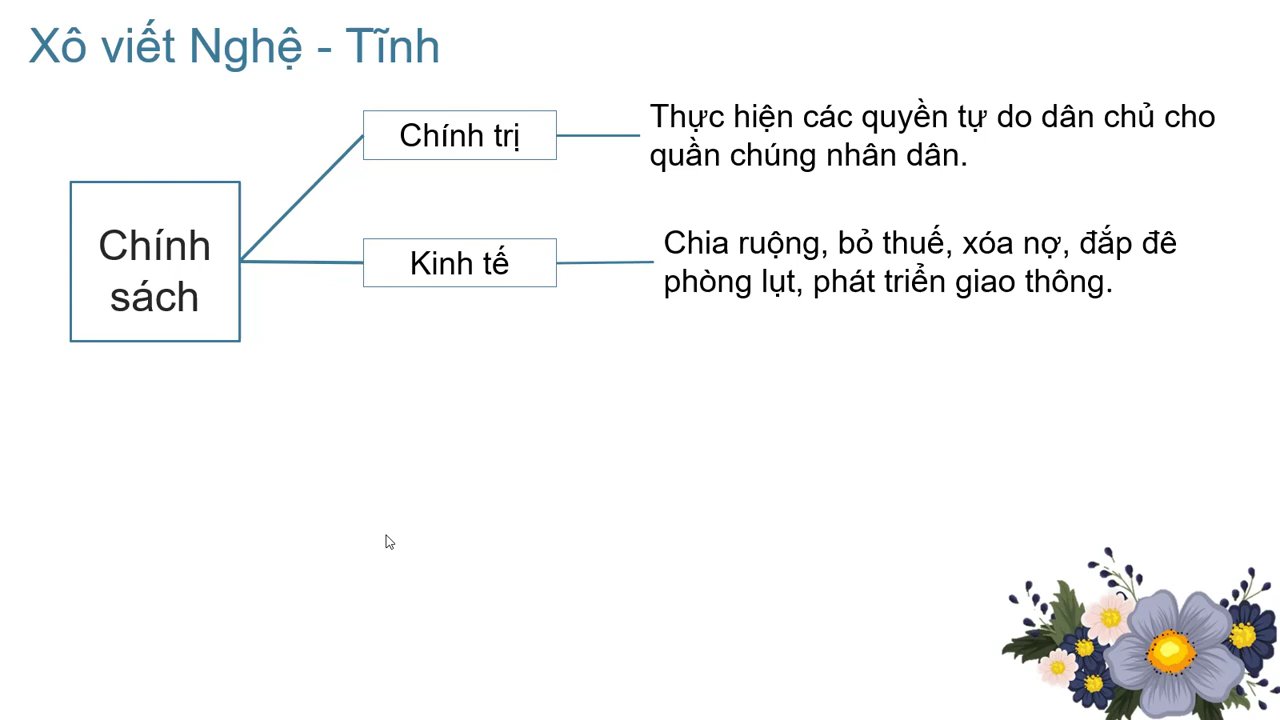 Xô viết Nghệ - Tĩnh
Chính trị
Thực hiện các quyền tự do dân chủ cho
quần chúng nhân dân.
Chính
sách
Kinh tế
Chia ruộng, bỏ thuế, xóa nợ, đắp đê
phòng lụt, phát triển giao thông.